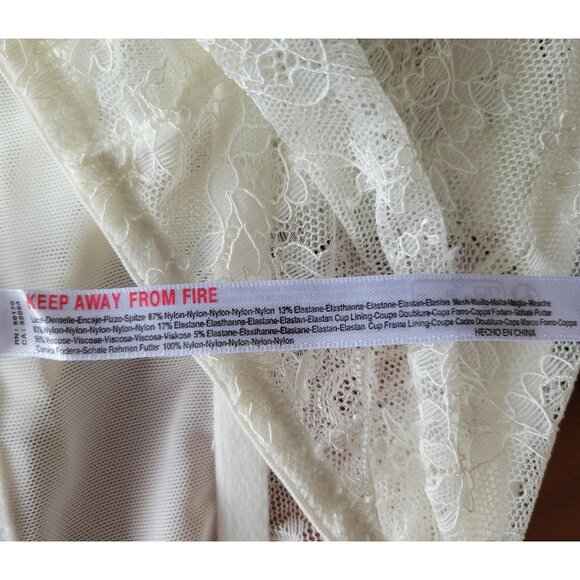 KEEP AWAY FROM FIRE
Lace-Dentelle-Encaje-Pizzo-Spitze 87% Nylon-Nylon-Nylon-Nylon-Nylon 13% Elastane-Elasthanne-Elastane-Elastan-Elastan Mesh-Maille-Malla-Maglia-Masche
83% Nylon-Nylon-Nylon-Nylon-Nylon 17% Elastane-Elasthanne-Elastane-Elastan-Elastan Cup Lining-Coupe Doublure-Copa Forro-Coppa Fodera-Schale Futter
Viscose-Viscose-Viscosa-Viscosa-Viskose 5% Elastane-Elasthanne-Elastane-Elastan-Elastan Cup Frame Lining-Coupe Cadre Doublure-Copa Marco Forro-Coppa
Fodera-Schale Rahmen Futter 100% Nylon-Nylon-Nylon-Nylon-Nylon
HECHO EN CHINA